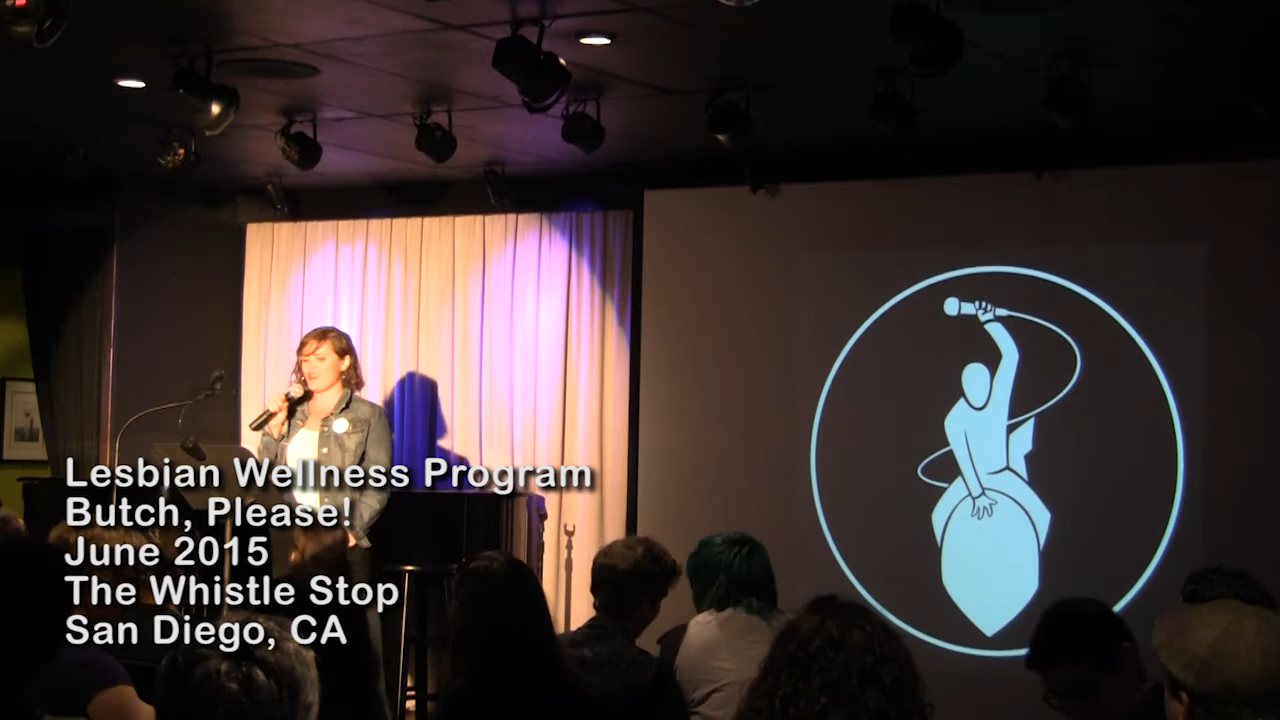 Lesbian Wellness Program
Butch, Please!
June 2015
The Whistle Stop
San Diego, CA